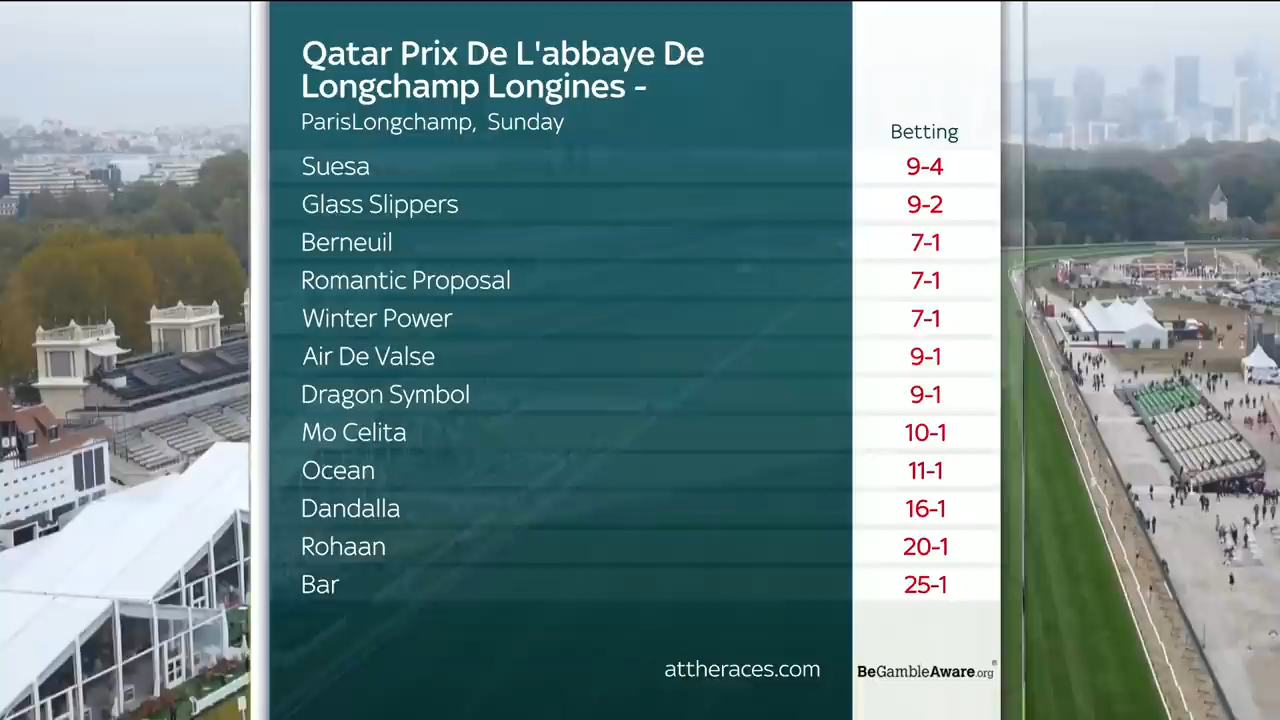 Qatar Prix De L'abbaye De
Longchamp Longines -
ParisLongchamp, Sunday
Betting
Suesa 9-4
Glass Slippers 9-2
Berneuil 7-1
Romantic Proposal 7-1
Winter Power 7-1
Air De Valse 9-1
Dragon Symbol 9-1
Mo Celita 10-1
Ocean 11-1
Dandalla 16-1
Rohaan 20-1
Bar 25-1
attheraces.com
BeGambleAware.org®